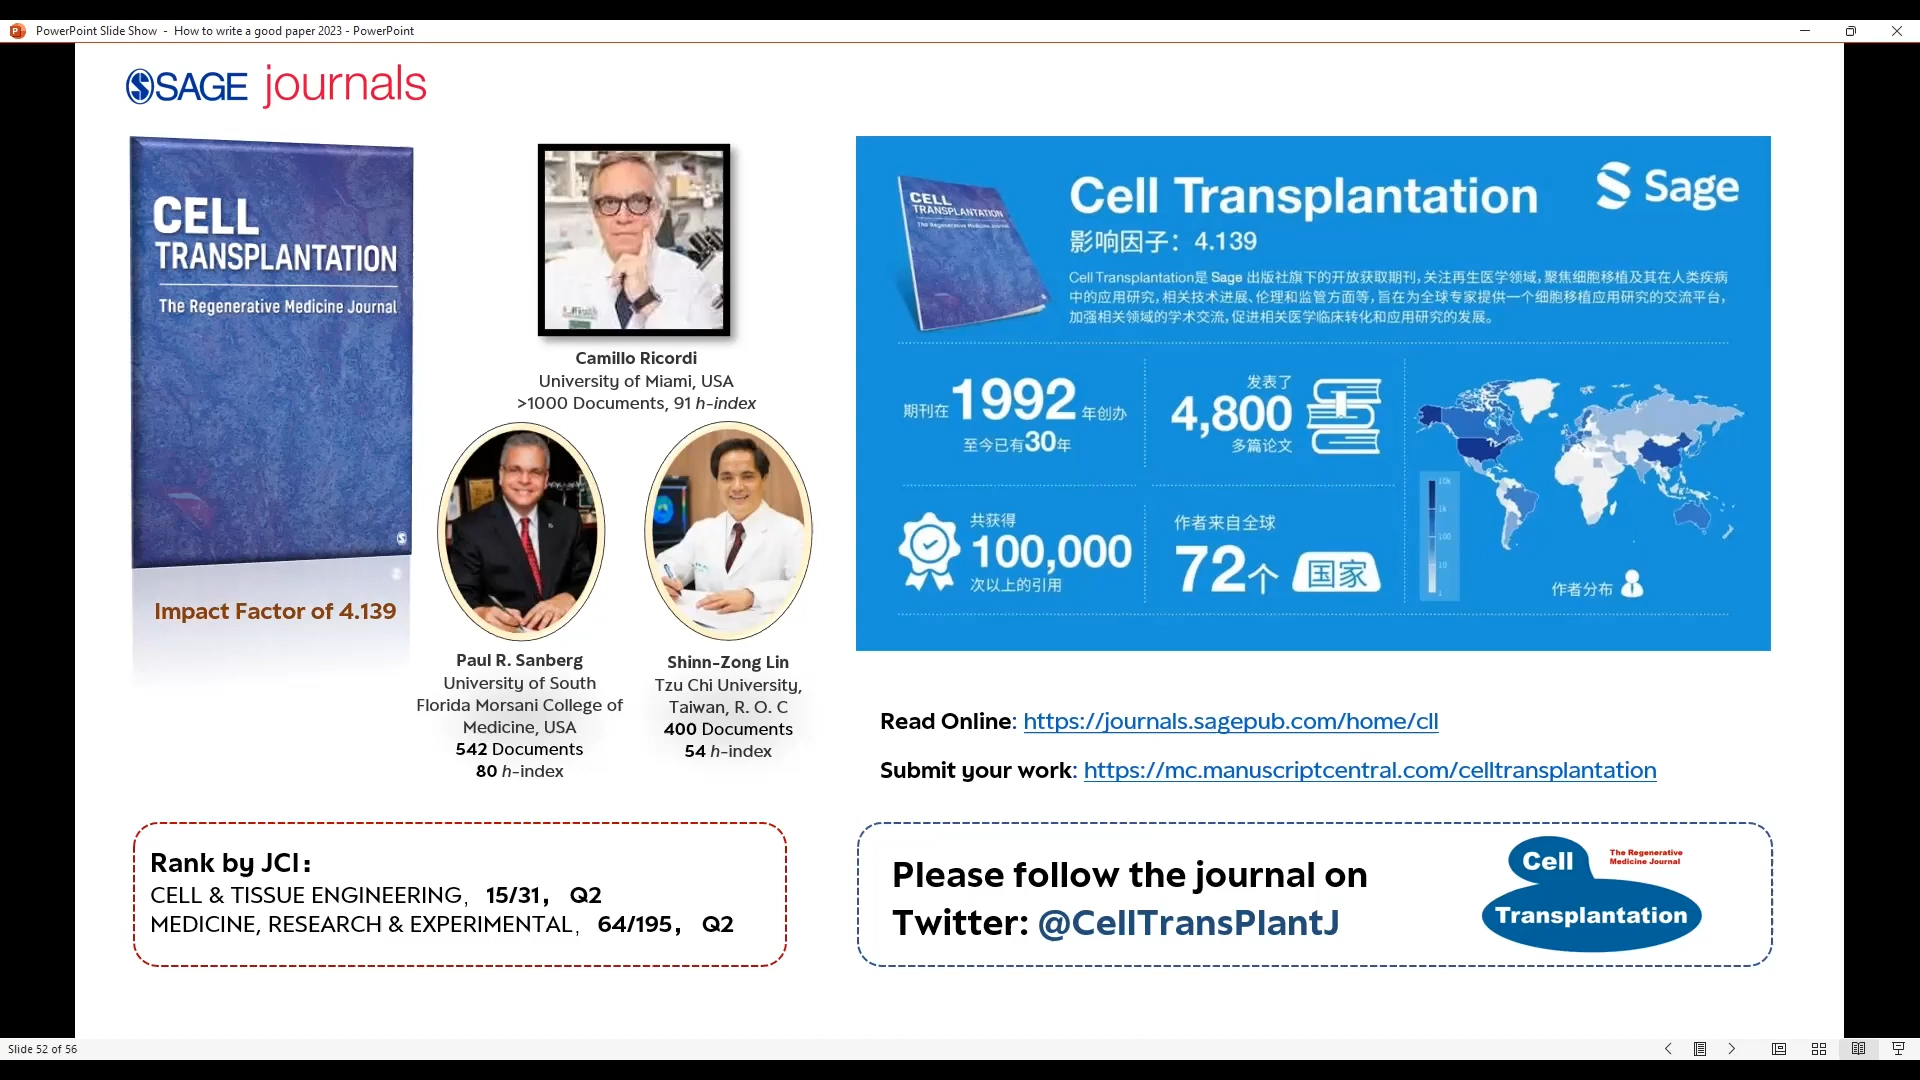 PowerPoint Slide Show - How to write a good paper 2023 - PowerPoint
SAGE journals
CELL
TRANSPLANTATION
The Regenerative Medicine Journal
Impact Factor of 4.139
Camillo Ricordi
University of Miami, USA
>1000 Documents, 91 h-index
Paul R. Sanberg
University of South
Florida Morsani College of
Medicine, USA
542 Documents
80 h-index
Shinn-Zong Lin
Tzu Chi University,
Taiwan, R. O. C
400 Documents
54 h-index
CELL
TRANSPLANTATION
The Regenerative Medicine Journal
Cell Transplantation
Sage
影响因子：4.139
Cell Transplantation是 Sage 出版社旗下的开放获取期刊，关注再生医学领域，聚焦细胞移植及其在人类疾病
中的应用研究，相关技术进展、伦理和监管方面等，旨在为全球专家提供一个细胞移植应用研究的交流平台，
加强相关领域的学术交流，促进相关医学临床转化和应用研究的发展。
期刊在1992年创办
至今已有30年
发表了
4,800
多篇论文
共获得
100,000
次以上的引用
作者来自全球
72个 国家
10k
1k
100
10
1
作者分布
Read Online: https://journals.sagepub.com/home/cll
Submit your work: https://mc.manuscriptcentral.com/celltransplantation
Rank by JCI：
CELL & TISSUE ENGINEERING， 15/31， Q2
MEDICINE, RESEARCH & EXPERIMENTAL， 64/195， Q2
Please follow the journal on
Twitter: @CellTransPlantJ
Cell
The Regenerative
Medicine Journal
Transplantation
Slide 52 of 56